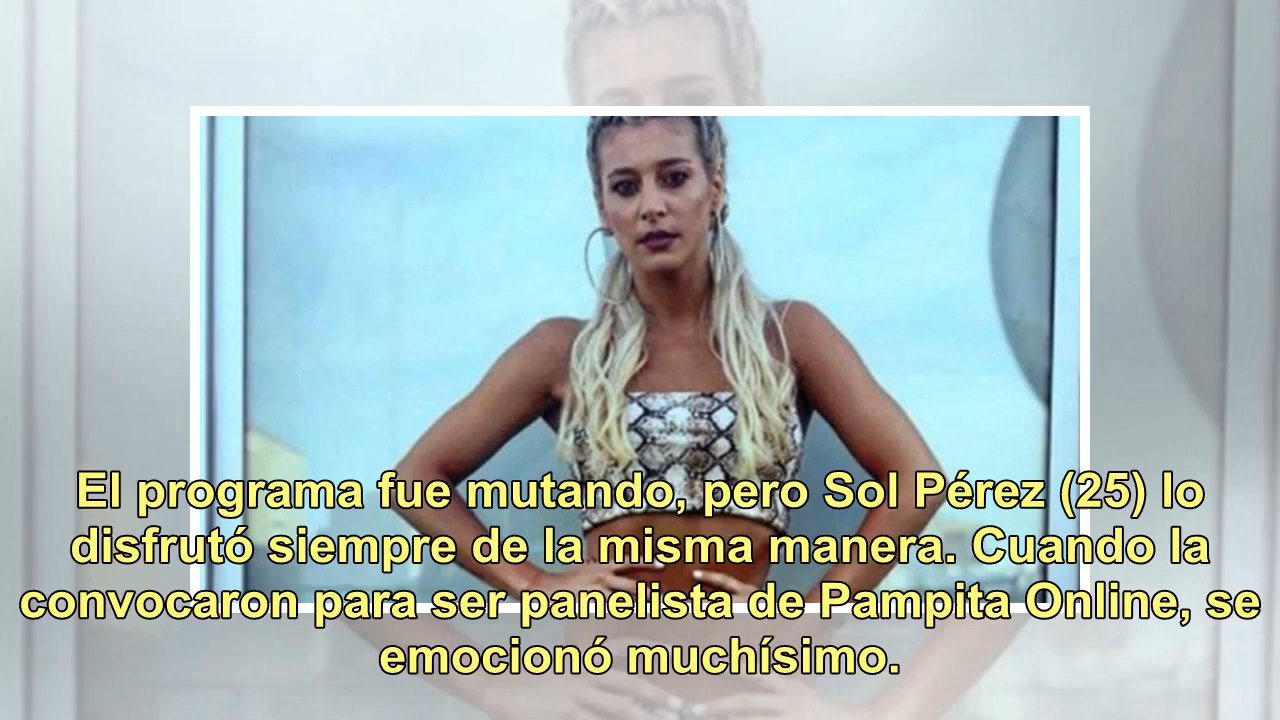 El programa fue mutando, pero Sol Pérez (25) lo
disfrutó siempre de la misma manera. Cuando la
convocaron para ser panelista de Pampita Online, se
emocionó muchísimo.